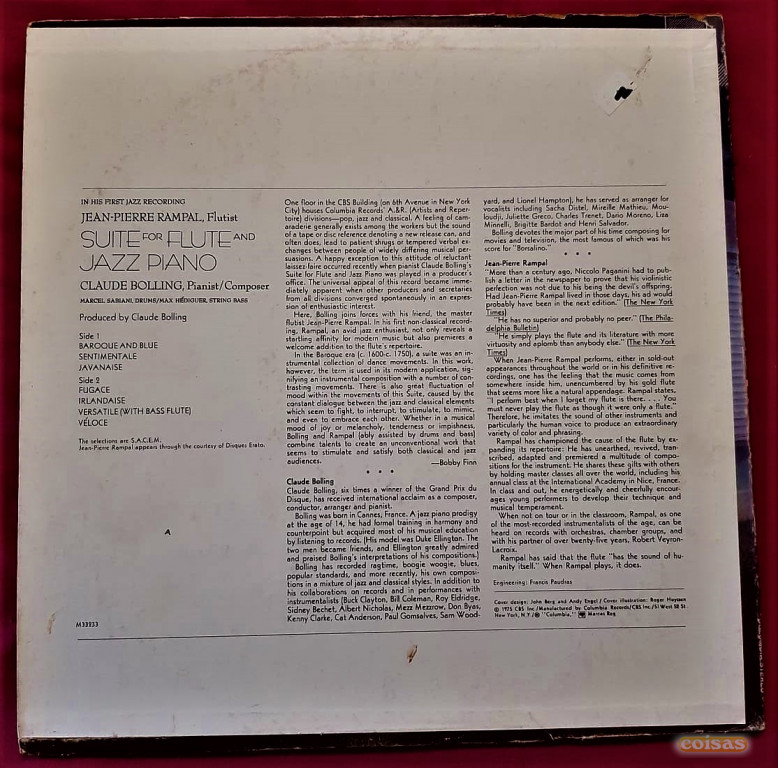 IN HIS FIRST JAZZ RECORDING
JEAN-PIERRE RAMPAL, Flutist
SUITE FOR FLUTE AND
JAZZ PIANO
CLAUDE BOLLING, Pianist/Composer
MARCEL SABIANI, DRUMS/MAX HÉDIGUER, STRING BASS
Produced by Claude Bolling
Side 1
BAROQUE AND BLUE
SENTIMENTALE
JAVANAISE
Side 2
FUGACE
IRLANDAISE
VERSATILE (WITH BASS FLUTE)
VÉLOCE
The selections are S.A.C.E.M.
Jean-Pierre Rampal appears through the courtesy of Disques Erato.
A
M33233
One floor in the CBS Building (on 6th Avenue in New York
City) houses Columbia Records' A.&R. (Artists and Reper-
toire) divisions—pop, jazz and classical. A feeling of cam-
araderie generally exists among the workers but the sound
of a tape or disc reference denoting a new release can, and
often does, lead to patient shrugs or tempered verbal ex-
changes between people of widely differing musical per-
suasions. A happy exception to this attitude of reluctant
laissez-faire occurred recently when pianist Claude Bolling's
Suite for Flute and Jazz Piano was played in a producer's
office. The universal appeal of this record became imme-
diately apparent when other producers and secretaries
from all divisions converged spontaneously in an expres-
sion of enthusiastic interest.
Here, Bolling joins forces with his friend, the master
flutist Jean-Pierre Rampal. In his first non-classical record-
ing, Rampal, an avid jazz enthusiast, not only reveals a
startling affinity for modern music but also premieres a
welcome addition to the flute's repertoire.
In the Baroque era (c. 1600-c. 1750), a suite was an in-
strumental collection of dance movements. In this work,
however, the term is used in its modern application, sig-
nifying an instrumental composition with a number of con-
trasting movements. There is also great fluctuation of
mood within the movements of this Suite, caused by the
constant dialogue between the jazz and classical elements
which seem to fight, to interrupt, to stimulate, to mimic,
and even to embrace each other. Whether in a musical
mood of joy or melancholy, tenderness or impishness,
Bolling and Rampal (ably assisted by drums and bass)
combine talents to create an unconventional work that
seems to stimulate and satisfy both classical and jazz
audiences.
—Bobby Finn
• • •
Claude Bolling
Claude Bolling, six times a winner of the Grand Prix du
Disque, has received international acclaim as a composer,
conductor, arranger and pianist.
Bolling was born in Cannes, France. A jazz piano prodigy
at the age of 14, he had formal training in harmony and
counterpoint but acquired most of his musical education
by listening to records. (His model was Duke Ellington. The
two men became friends, and Ellington greatly admired
and praised Bolling's interpretations of his compositions.)
Bolling has recorded ragtime, boogie woogie, blues,
popular standards, and more recently, his own composi-
tions in a mixture of jazz and classical styles. In addition to
his collaborations on records and in performances with
instrumentalists (Buck Clayton, Bill Coleman, Roy Eldridge,
Sidney Bechet, Albert Nicholas, Mezz Mezzrow, Don Byas,
Kenny Clarke, Cat Anderson, Paul Gomsalves, Sam Wood-
yard, and Lionel Hampton), he has served as arranger for
vocalists including Sacha Distel, Mireille Mathieu, Mou-
loudji, Juliette Greco, Charles Trenet, Dario Moreno, Liza
Minnelli, Brigitte Bardot and Henri Salvador.
Bolling devotes the major part of his time composing for
movies and television, the most famous of which was his
score for "Borsalino."
• • •
Jean-Pierre Rampal
"More than a century ago, Niccolo Paganini had to pub-
lish a letter in the newspaper to prove that his violinistic
perfection was not due to his being the devil's offspring.
Had Jean-Pierre Rampal lived in those days, his ad would
probably have been in the next edition." (The New York
Times)
"He has no superior and probably no peer." (The Phila-
delphia Bulletin)
"He simply plays the flute and its literature with more
virtuosity and aplomb than anybody else." (The New York
Times)
When Jean-Pierre Rampal performs, either in sold-out
appearances throughout the world or in his definitive re-
cordings, one has the feeling that the music comes from
somewhere inside him, unencumbered by his gold flute
that seems more like a natural appendage. Rampal states,
"I perform best when I forget my flute is there. . . . You
must never play the flute as though it were only a flute."
Therefore, he imitates the sound of other instruments and
particularly the human voice to produce an extraordinary
variety of color and phrasing.
Rampal has championed the cause of the flute by ex-
panding its repertoire: He has unearthed, revived, tran-
scribed, adapted and premiered a multitude of compo-
sitions for the instrument. He shares these gifts with others
by holding master classes all over the world, including his
annual class at the International Academy in Nice, France.
In class and out, he energetically and cheerfully encour-
ages young performers to develop their technique and
musical temperament.
When not on tour or in the classroom, Rampal, as one
of the most-recorded instrumentalists of the age, can be
heard on records with orchestras, chamber groups, and
with his partner of over twenty-five years, Robert Veyron-
Lacroix.
Rampal has said that the flute "has the sound of hu-
manity itself." When Rampal plays, it does.
Engineering: Francis Paudras
Cover design: John Berg and Andy Engel / Cover illustration: Roger Huyssen
© 1975 CBS Inc./Manufactured by Columbia Records/CBS Inc./51 West 52 St.
New York, N.Y./® "Columbia," Marcas Reg.
coisas